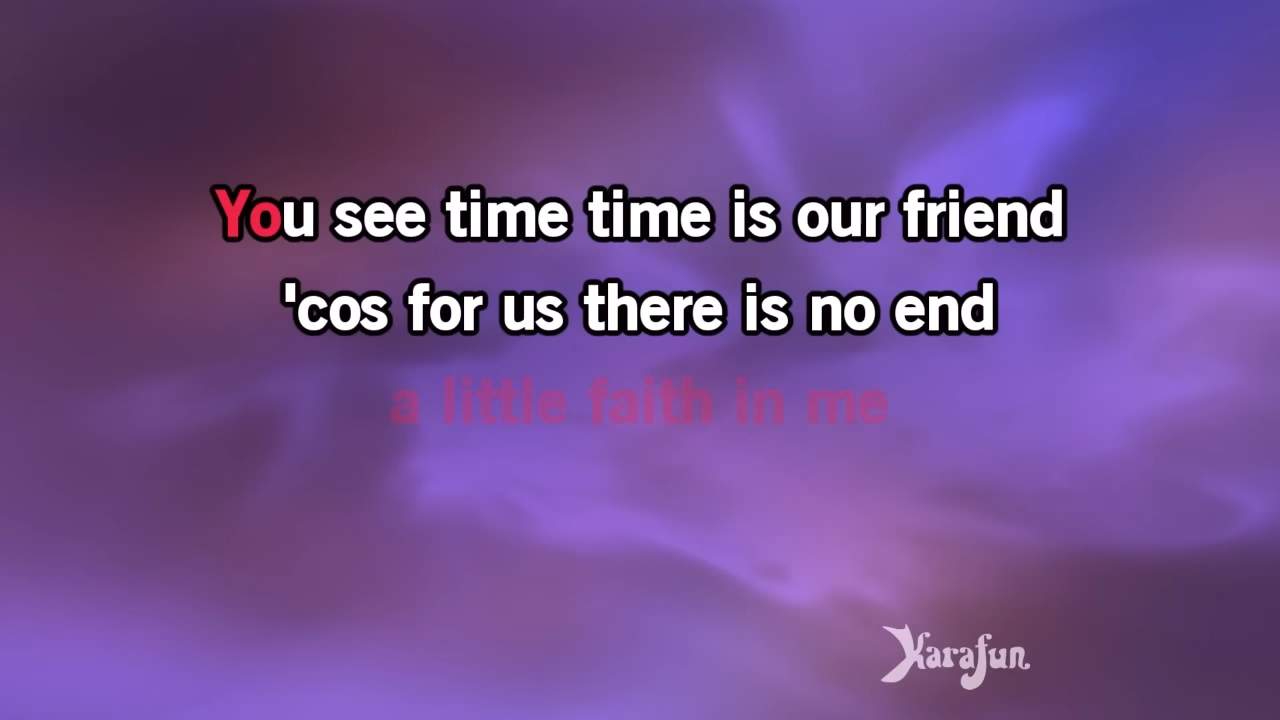 You see time time is our friend
'cos for us there is no end
a little faith in me
Karafun